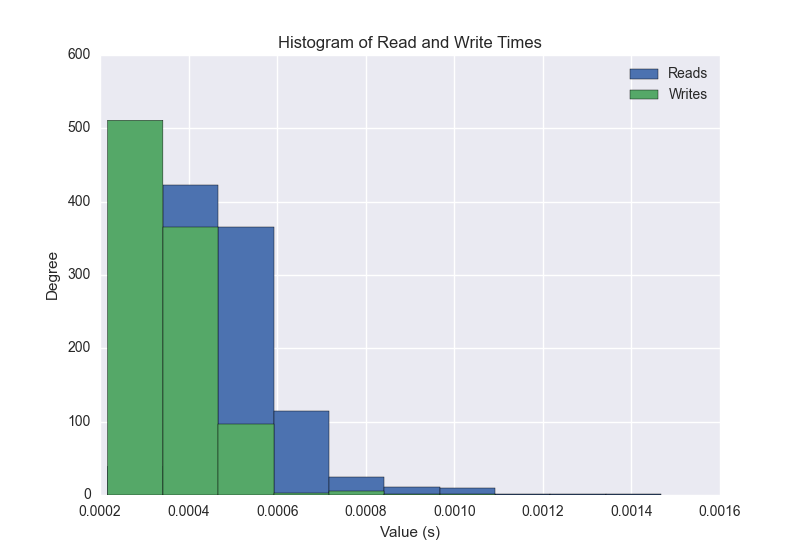 Histogram of Read and Write Times
600
500
400
300
200
100
0
Degree
Reads
Writes
0.0002 0.0004 0.0006 0.0008 0.0010 0.0012 0.0014 0.0016
Value (s)